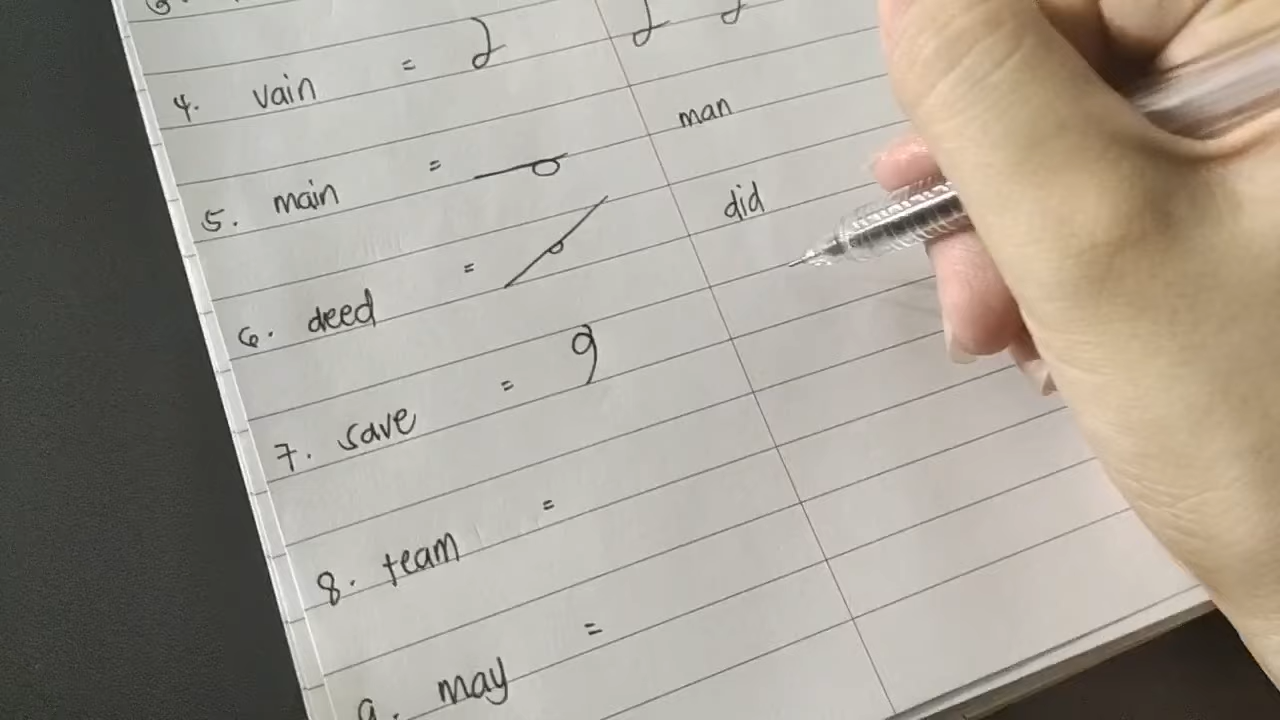 4. vain =
man
5. main =
did
6. deed =
7. save =
8. team =
9. may =